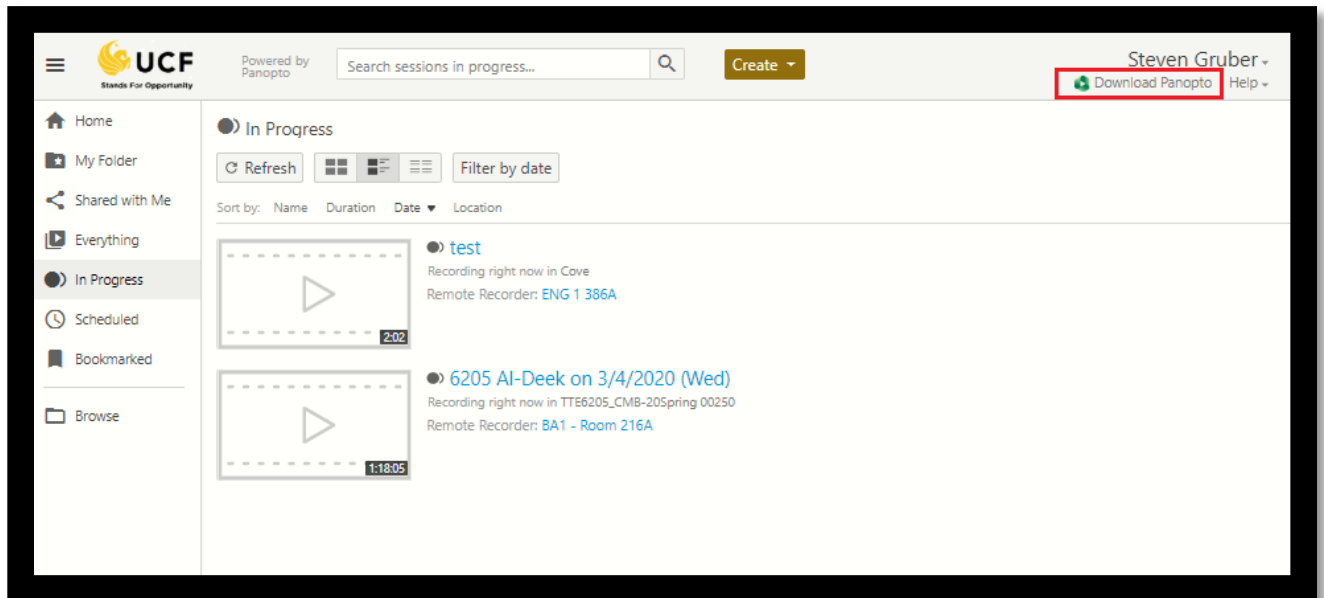 UCF
Stands For Opportunity
Powered by
Panopto
Search sessions in progress...
Create
Steven Gruber
Download Panopto
Help
Home
My Folder
Shared with Me
Everything
In Progress
Scheduled
Bookmarked
Browse
In Progress
Refresh
Filter by date
Sort by: Name Duration Date Location
test
Recording right now in Cove
Remote Recorder: ENG 1 386A
2:02
6205 Al-Deek on 3/4/2020 (Wed)
Recording right now in TTE6205_CMB-20Spring 00250
Remote Recorder: BA1 - Room 216A
1:18:05